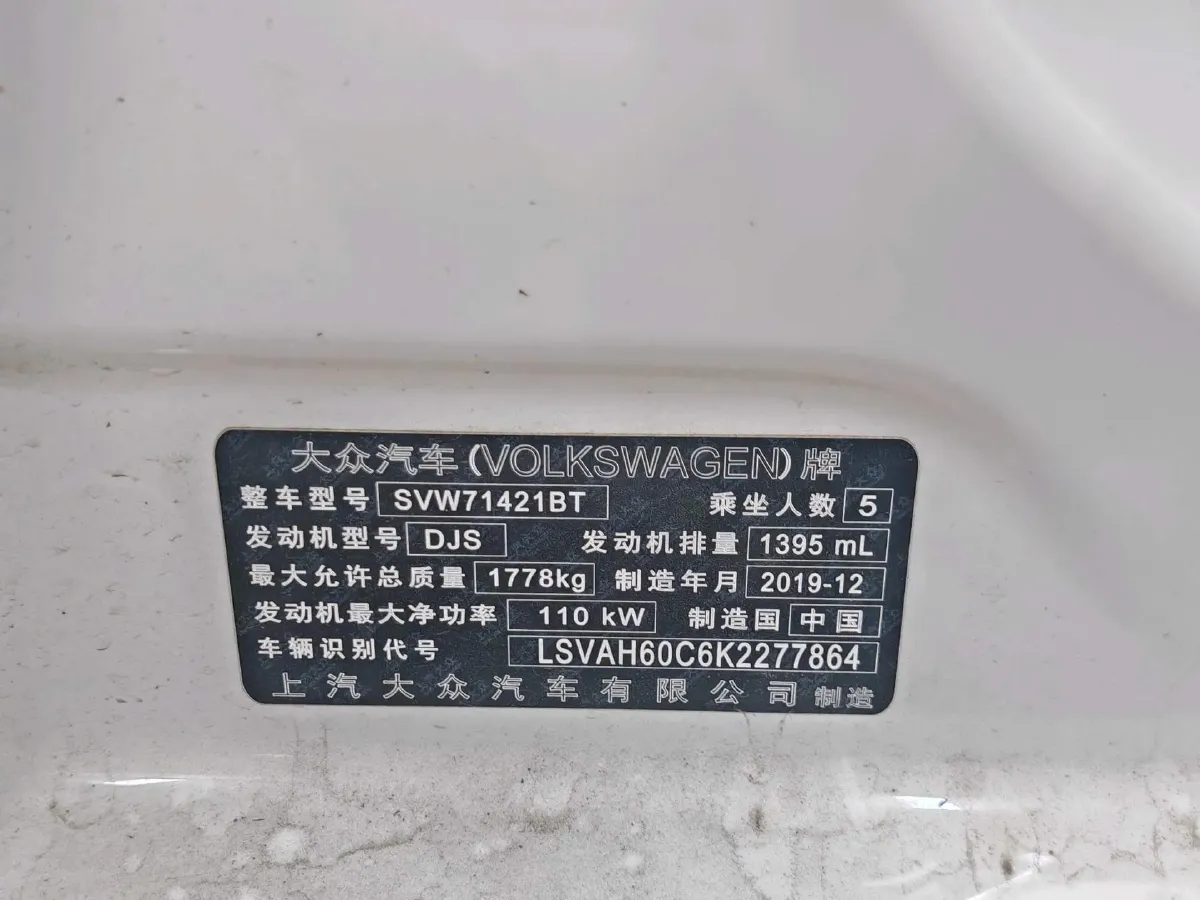 大众汽车(VOLKSWAGEN)牌
整车型号 SVW71421BT 乘坐人数 5
发动机型号 DJS 发动机排量 1395 mL
最大允许总质量 1778kg 制造年月 2019-12
发动机最大净功率 110 kW 制造国 中国
车辆识别代号 LSVAH60C6K2277864
上汽大众汽车有限公司 制造